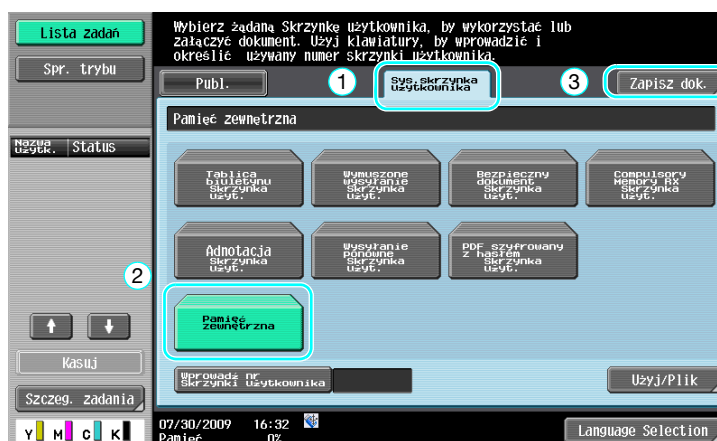 Lista zadań
Spr. trybu
Wybierz żądaną Skrzynkę użytkownika, by wykorzystać lub
załączyć dokument. Użyj klawiatury, by wprowadzić i
określić używany numer skrzynki użytkownika.
Publ.
1
Sys.skrzynka
Użytkownika
3
Zapisz dok.
Pamięć zewnętrzna
Nazwa
Użytk.
Status
Tablica
biuletynu
Skrzynka
użyt.
Wymuszone
wysyłanie
Skrzynka
użyt.
Bezpieczny
dokument
Skrzynka
użyt.
Compulsory
Memory RX
Skrzynka
użyt.
Adnotacja
Skrzynka
użyt.
Wysyłanie
ponowne
Skrzynka
użyt.
PDF szyfrowany
z hasłem
Skrzynka
użyt.
2
Pamięć
zewnętrzna
Kasuj
Szczeg. zadania
Wprowadź nr
Skrzynki Użytkownika
Użyj/Plik
Y M C K
07/30/2009 16:32
Pamięć 0%
Language Selection